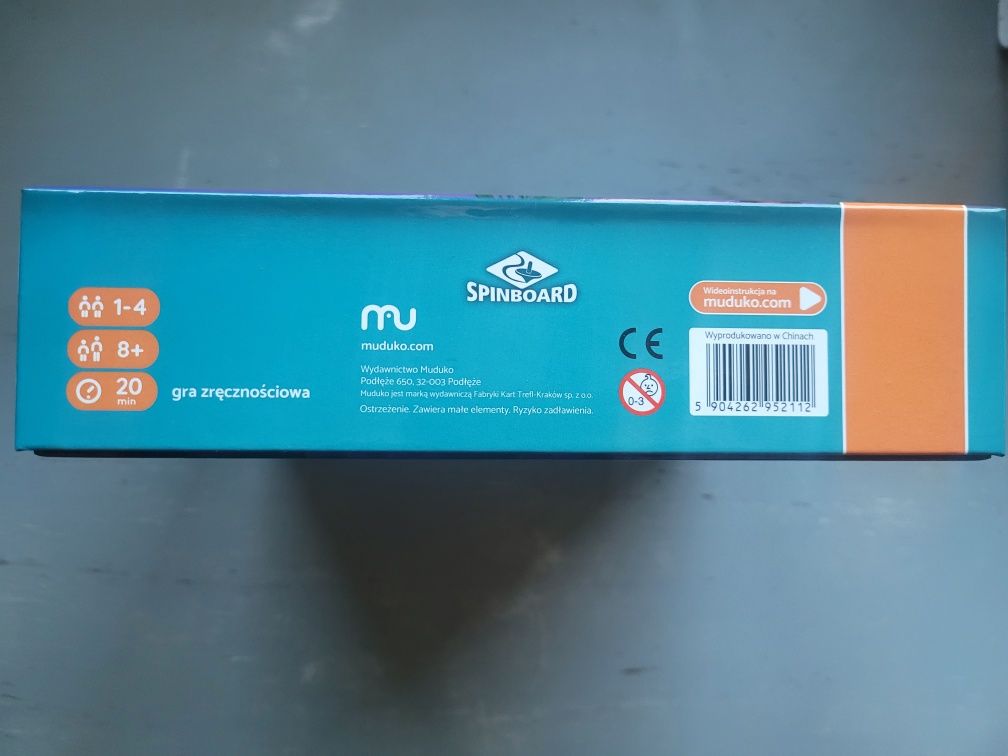 1-4
8+
20
min
gra zręcznościowa
mu
muduko.com
Wydawnictwo Muduko
Podłęże 650, 32-003 Podłęże
Muduko jest marką wydawniczą Fabryki Kart Trefl-Kraków sp. z o.o.
Ostrzeżenie. Zawiera małe elementy. Ryzyko zadławienia.
SPINBOARD
CE
0-3
Wideoinstrukcja na
muduko.com
Wyprodukowano w Chinach
5 904262 952112